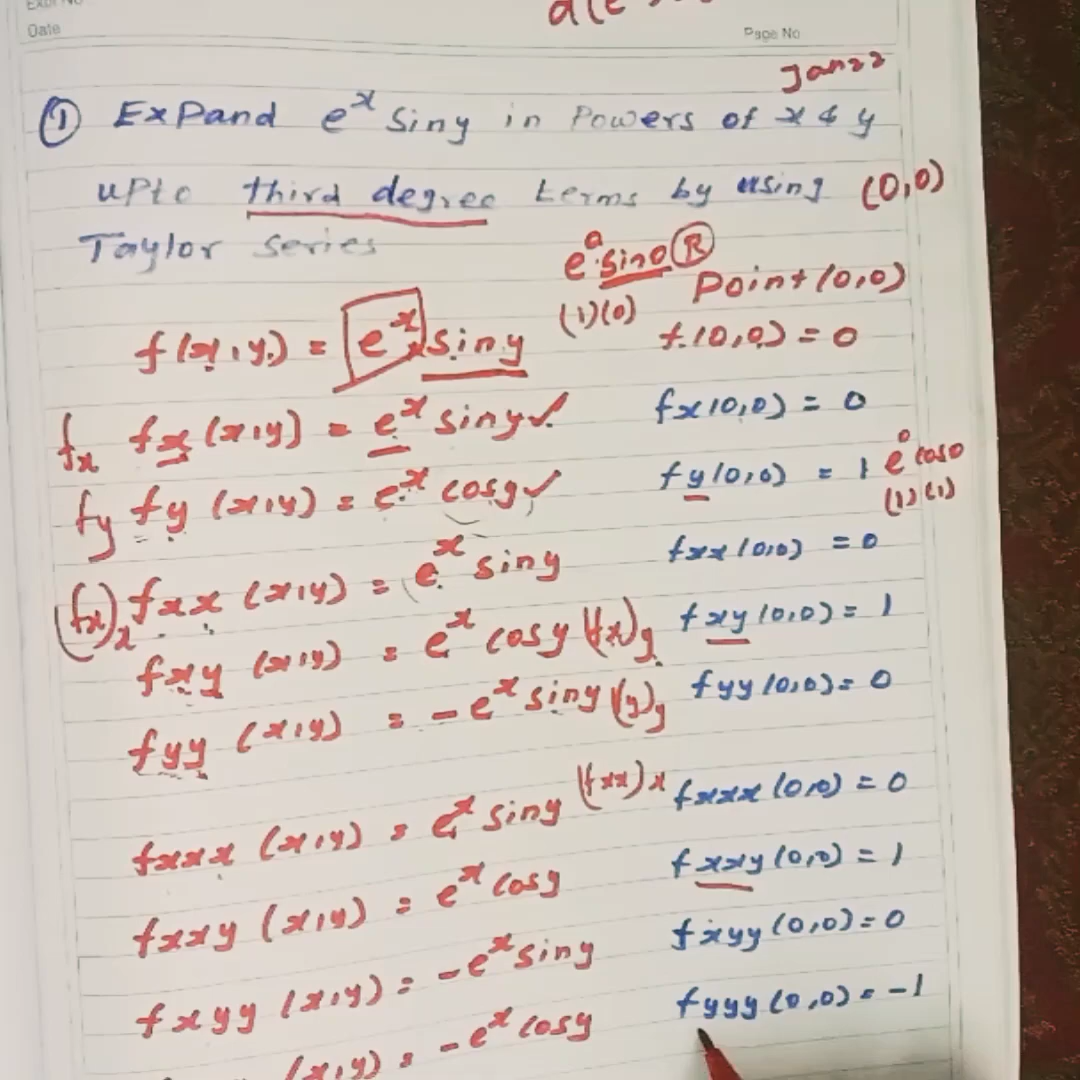 Date
Page No
Jan22
① Expand e^x siny in Powers of x & y
upto third degree terms by using (0,0)
Taylor series
e^0 sin0 (R)
Point (0,0)
(1)(0)
f(x,y) = e^x siny f(0,0) = 0
fx fx (x,y) = e^x siny ✓ fx(0,0) = 0
fy fy (x,y) = e^x cosy ✓ fy(0,0) = 1 e^0 cos0
(1)(1)
(fx)x fxx (x,y) = e^x siny fxx(0,0) = 0
fxy (x,y) = e^x cosy (fx)y fxy(0,0) = 1
fyy (x,y) = -e^x siny (y)y fyy(0,0) = 0
fxxx (x,y) = e^x siny (fxx)x fxxx(0,0) = 0
fxxy (x,y) = e^x cosy fxxy(0,0) = 1
fxyy (x,y) = -e^x siny fxyy(0,0) = 0
(x,y) = -e^x cosy fyyy(0,0) = -1